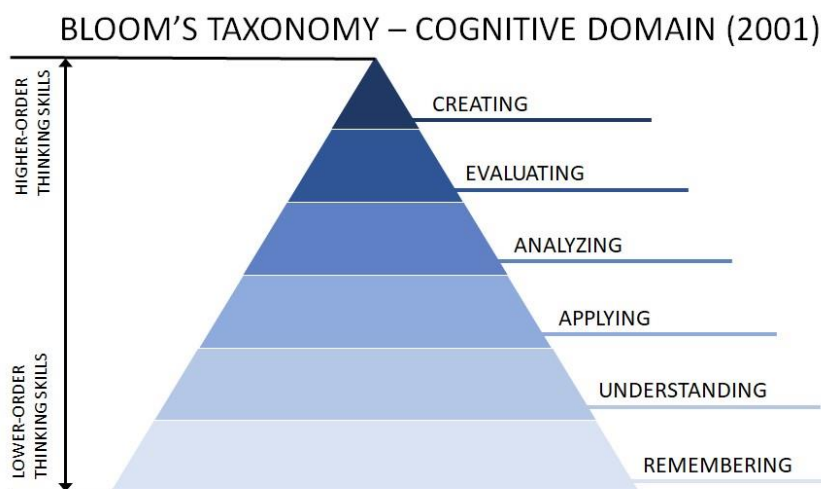 BLOOM’S TAXONOMY – COGNITIVE DOMAIN (2001)
HIGHER-ORDER
THINKING SKILLS
CREATING
EVALUATING
ANALYZING
APPLYING
LOWER-ORDER
THINKING SKILLS
UNDERSTANDING
REMEMBERING